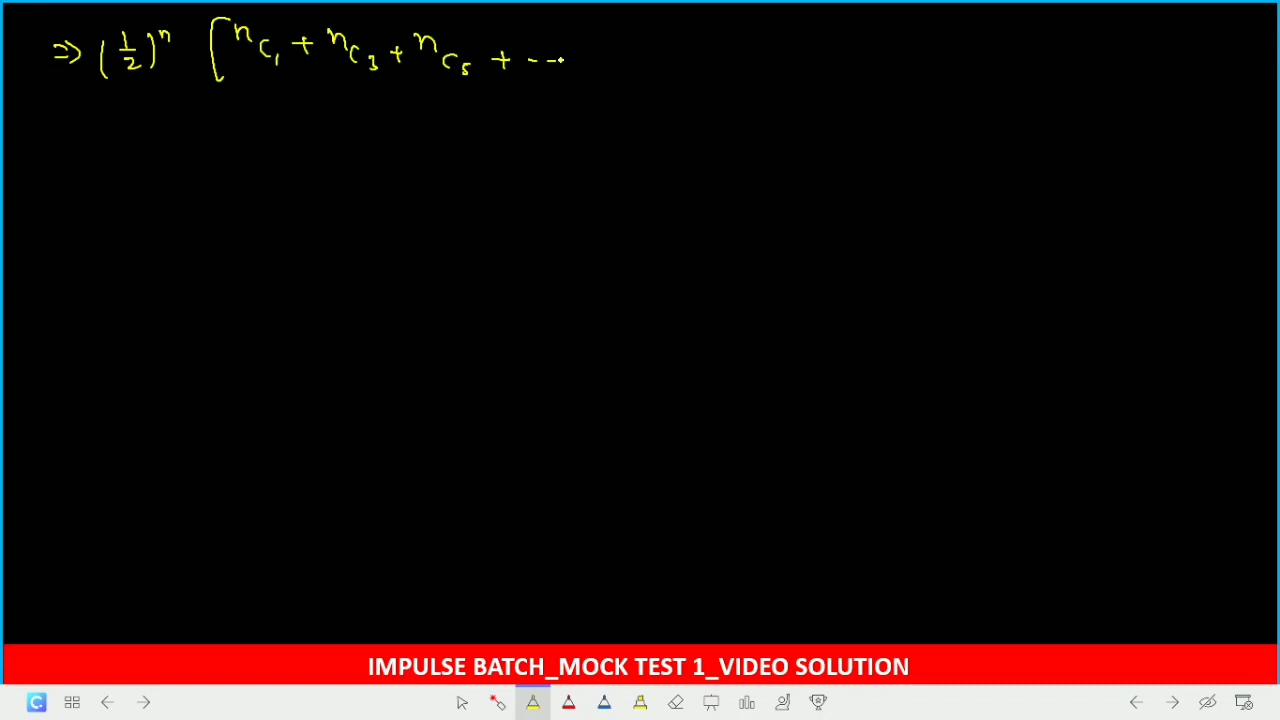 ⇒ (1/2)^n [ ⁿC₁ + ⁿC₃ + ⁿC₅ + ---
IMPULSE BATCH_MOCK TEST 1_VIDEO SOLUTION